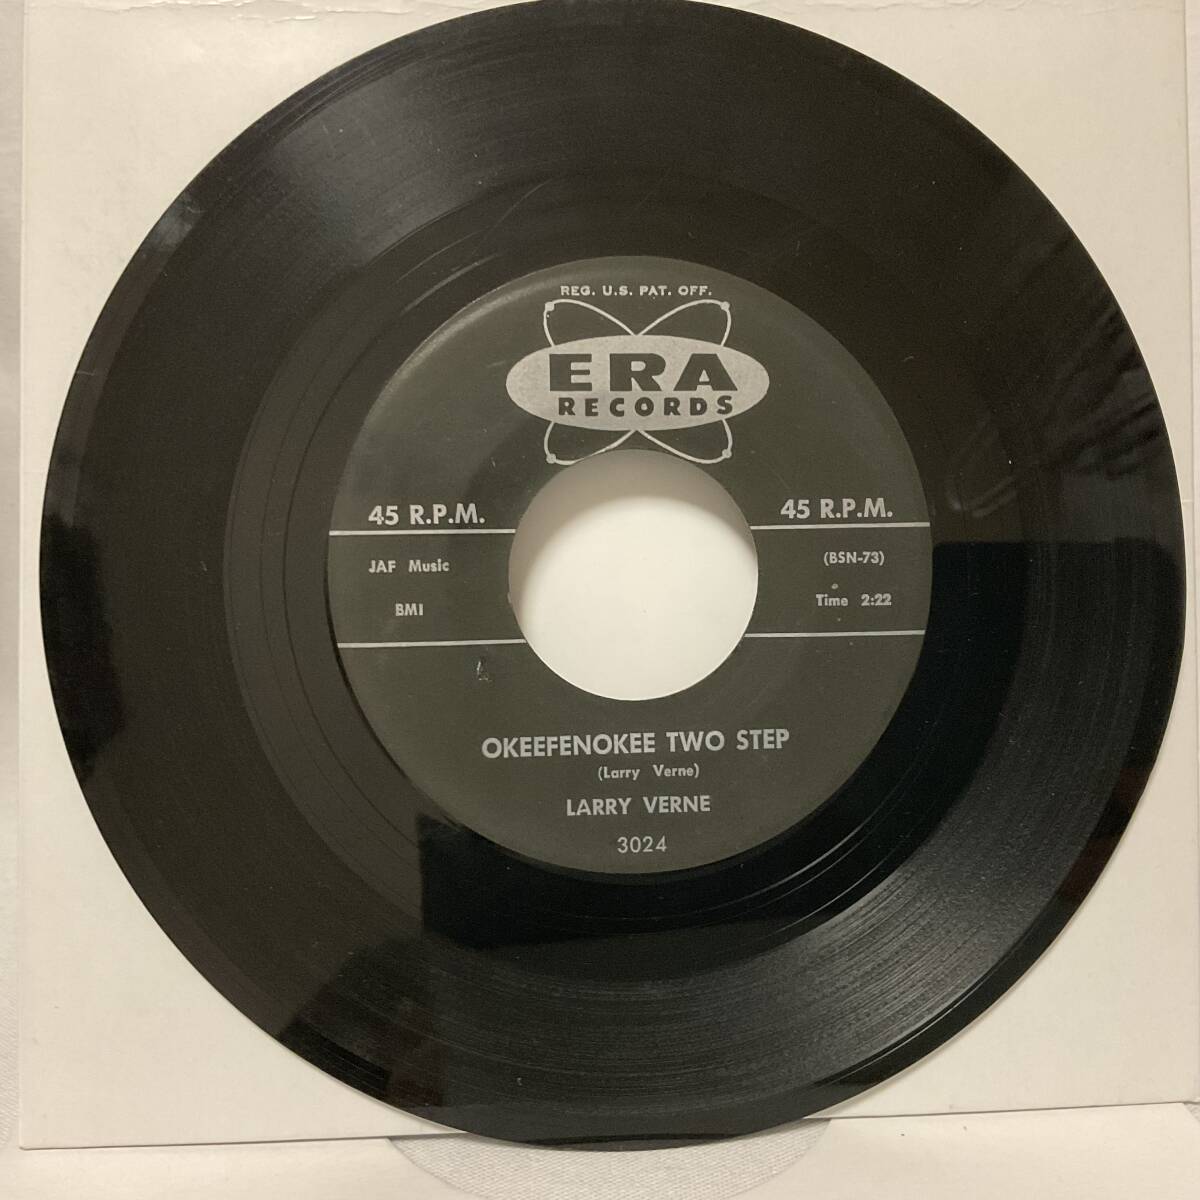 REG. U.S. PAT. OFF.
ERA
RECORDS
45 R.P.M.
45 R.P.M.
JAF Music
(BSN-73)
BMI
Time 2:22
OKEEFENOKEE TWO STEP
(Larry Verne)
LARRY VERNE
3024